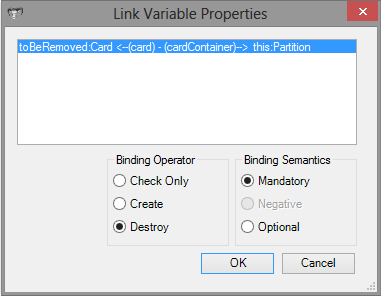 Link Variable Properties
toBeRemoved:Card <--(card) - (cardContainer)--> this:Partition
Binding Operator
Check Only
Create
Destroy
Binding Semantics
Mandatory
Negative
Optional
OK
Cancel